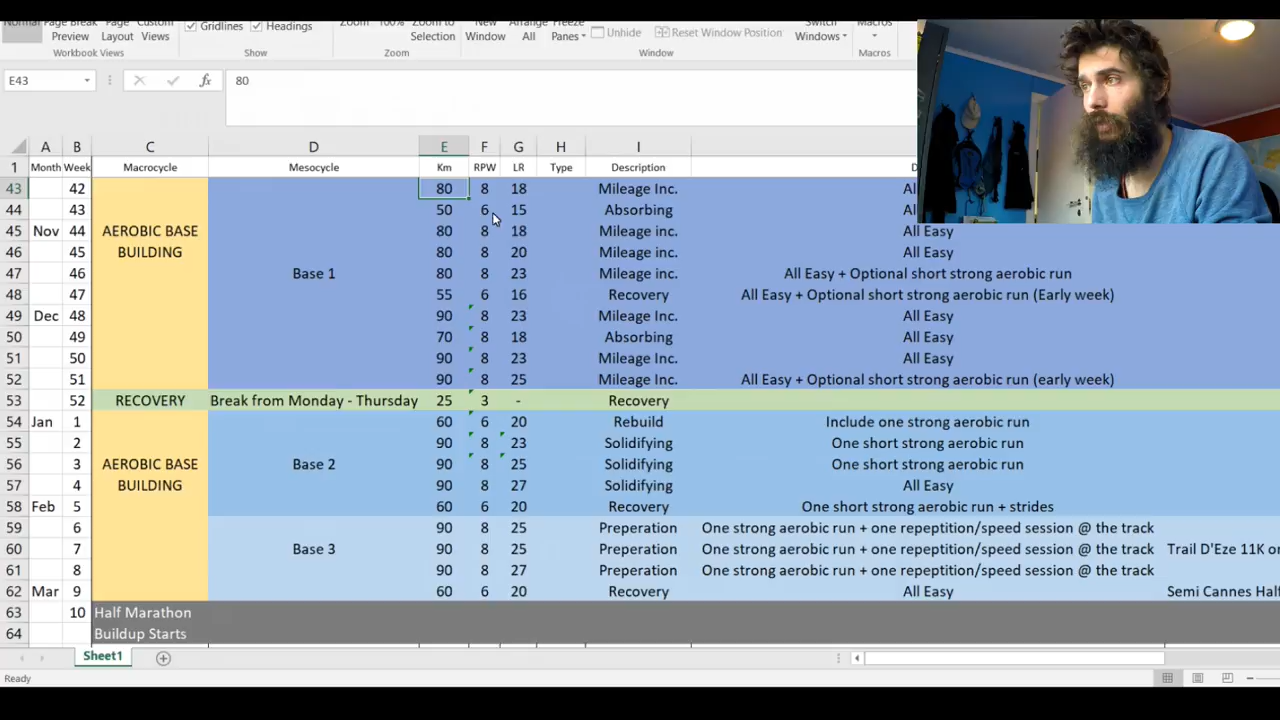 Normal Page Break Page Custom Gridlines Headings Zoom 100% Zoom to New Arrange Freeze Unhide Reset Window Position Switch Macros
Preview Layout Views Selection Window All Panes Windows
Workbook Views Show Zoom Window Macros
E43 fx 80
A B C D E F G H I
1 Month Week Macrocycle Mesocycle Km RPW LR Type Description D
43 42 80 8 18 Mileage Inc. All
44 43 50 6 15 Absorbing Al
45 Nov 44 AEROBIC BASE 80 8 18 Mileage inc. All Easy
46 45 BUILDING 80 8 20 Mileage inc. All Easy
47 46 Base 1 80 8 23 Mileage inc. All Easy + Optional short strong aerobic run
48 47 55 6 16 Recovery All Easy + Optional short strong aerobic run (Early week)
49 Dec 48 90 8 23 Mileage inc. All Easy
50 49 70 8 18 Absorbing All Easy
51 50 90 8 23 Mileage Inc. All Easy
52 51 90 8 25 Mileage Inc. All Easy + Optional short strong aerobic run (early week)
53 52 RECOVERY Break from Monday - Thursday 25 3 - Recovery
54 Jan 1 60 6 20 Rebuild Include one strong aerobic run
55 2 90 8 23 Solidifying One short strong aerobic run
56 3 AEROBIC BASE Base 2 90 8 25 Solidifying One short strong aerobic run
57 4 BUILDING 90 8 27 Solidifying All Easy
58 Feb 5 60 6 20 Recovery One short strong aerobic run + strides
59 6 90 8 25 Preperation One strong aerobic run + one repeptition/speed session @ the track
60 7 Base 3 90 8 25 Preperation One strong aerobic run + one repeptition/speed session @ the track Trail D'Eze 11K or
61 8 90 8 27 Preperation One strong aerobic run + one repeptition/speed session @ the track
62 Mar 9 60 6 20 Recovery All Easy Semi Cannes Half
63 10 Half Marathon
64 Buildup Starts
Sheet1
Ready